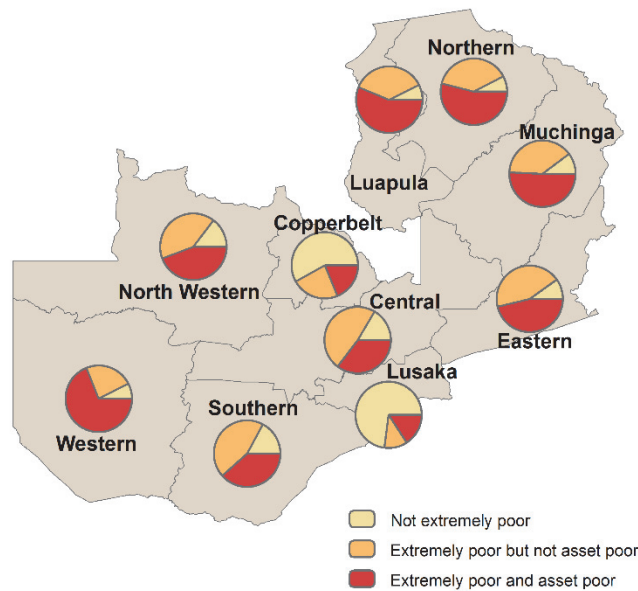 Northern
Muchinga
Luapula
Copperbelt
North Western
Central
Eastern
Lusaka
Southern
Western
Not extremely poor
Extremely poor but not asset poor
Extremely poor and asset poor